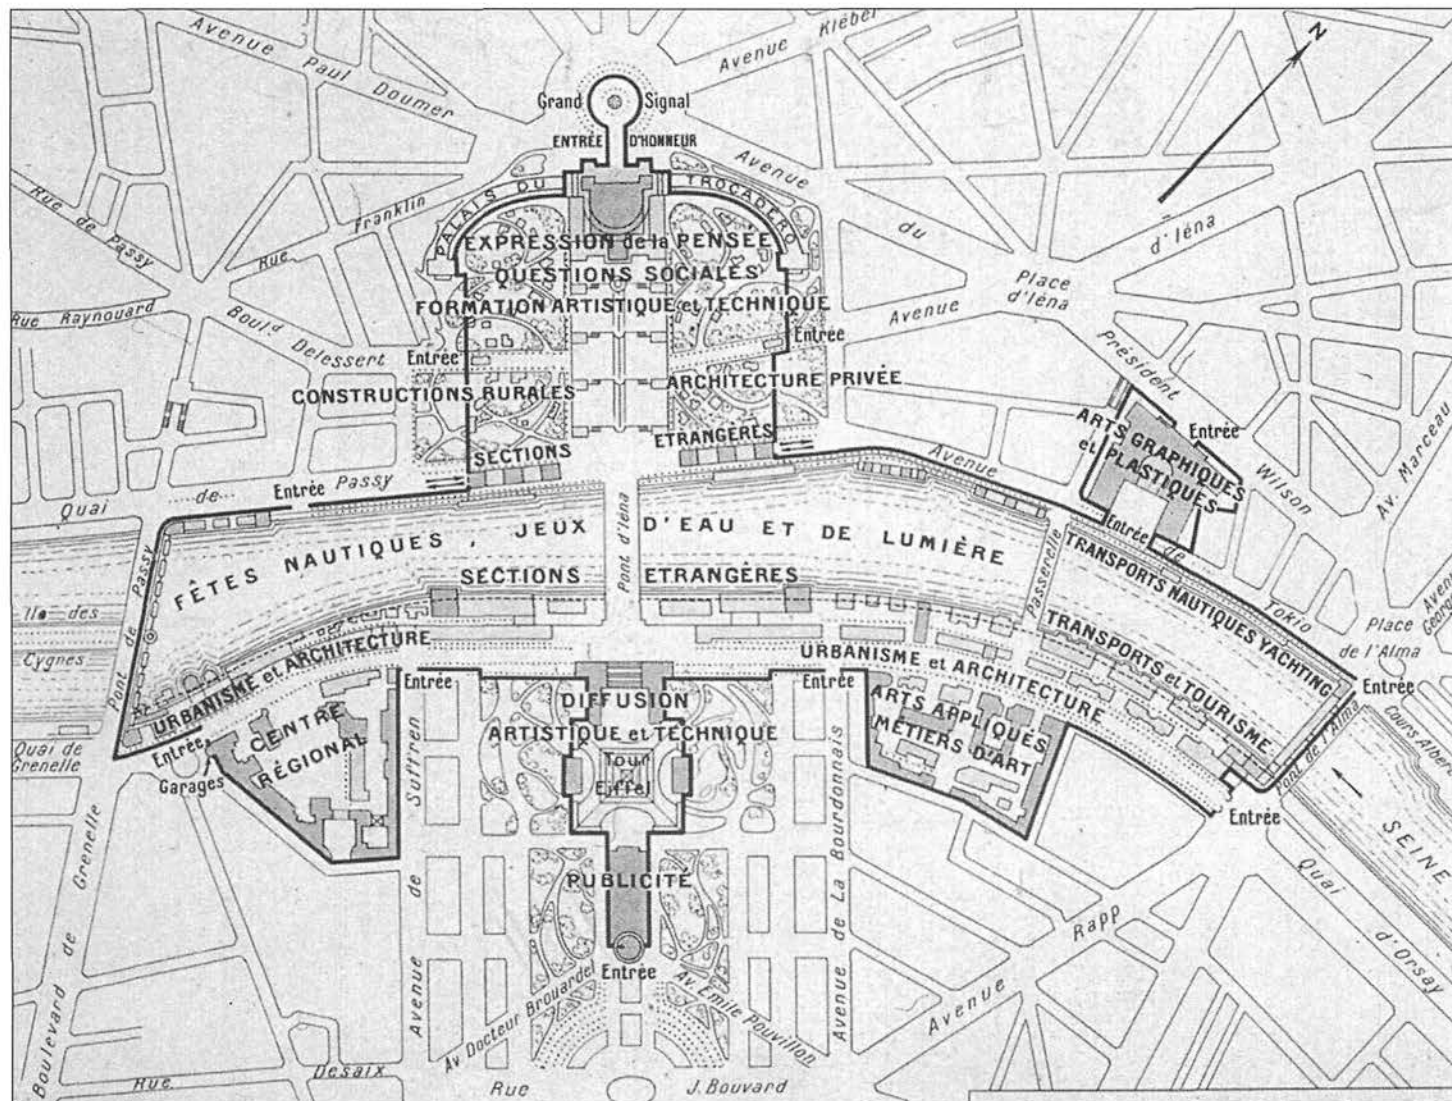 Avenue Paul Doumer
Avenue Kléber
N
Grand Signal
ENTRÉE D'HONNEUR
Avenue du Président Wilson
PALAIS DU TROCADERO
Rue Franklin
Rue de Passy
Avenue d'Iéna
Place d'Iéna
EXPRESSION de la PENSÉE
QUESTIONS SOCIALES
FORMATION ARTISTIQUE et TECHNIQUE
Rue Raynouard
Boul.d Delessert
Entrée
Entrée
Avenue
CONSTRUCTIONS RURALES
ARCHITECTURE PRIVÉE
SECTIONS ETRANGÈRES
ARTS GRAPHIQUES
et PLASTIQUES
Entrée
Av. Marceau
Entrée
Quai de Passy
Avenue de Tokio
Entrée
Pont de Passy
FÊTES NAUTIQUES, JEUX D'EAU ET DE LUMIÈRE
Pont d'Iéna
Passerelle
TRANSPORTS NAUTIQUES YACHTING
SECTIONS ETRANGÈRES
Ile des
Cygnes
TRANSPORTS et TOURISME
Place
de l'Alma
Avenue
URBANISME et ARCHITECTURE
URBANISME et ARCHITECTURE
Entrée
Entrée
Entrée
Pont de l'Alma
Cours Albert
Quai de
Grenelle
Entrée
Garages
CENTRE
RÉGIONAL
DIFFUSION
ARTISTIQUE et TECHNIQUE
Tour
Eiffel
ARTS APPLIQUÉS
MÉTIERS D'ART
Entrée
SEINE
PUBLICITÉ
Entrée
Boulevard de Grenelle
Avenue de Suffren
Avenue de La Bourdonnais
Avenue Rapp
Quai d'Orsay
Av Docteur Brouardel
Av. Emile Pouvillon
Rue Desaix
Rue J. Bouvard